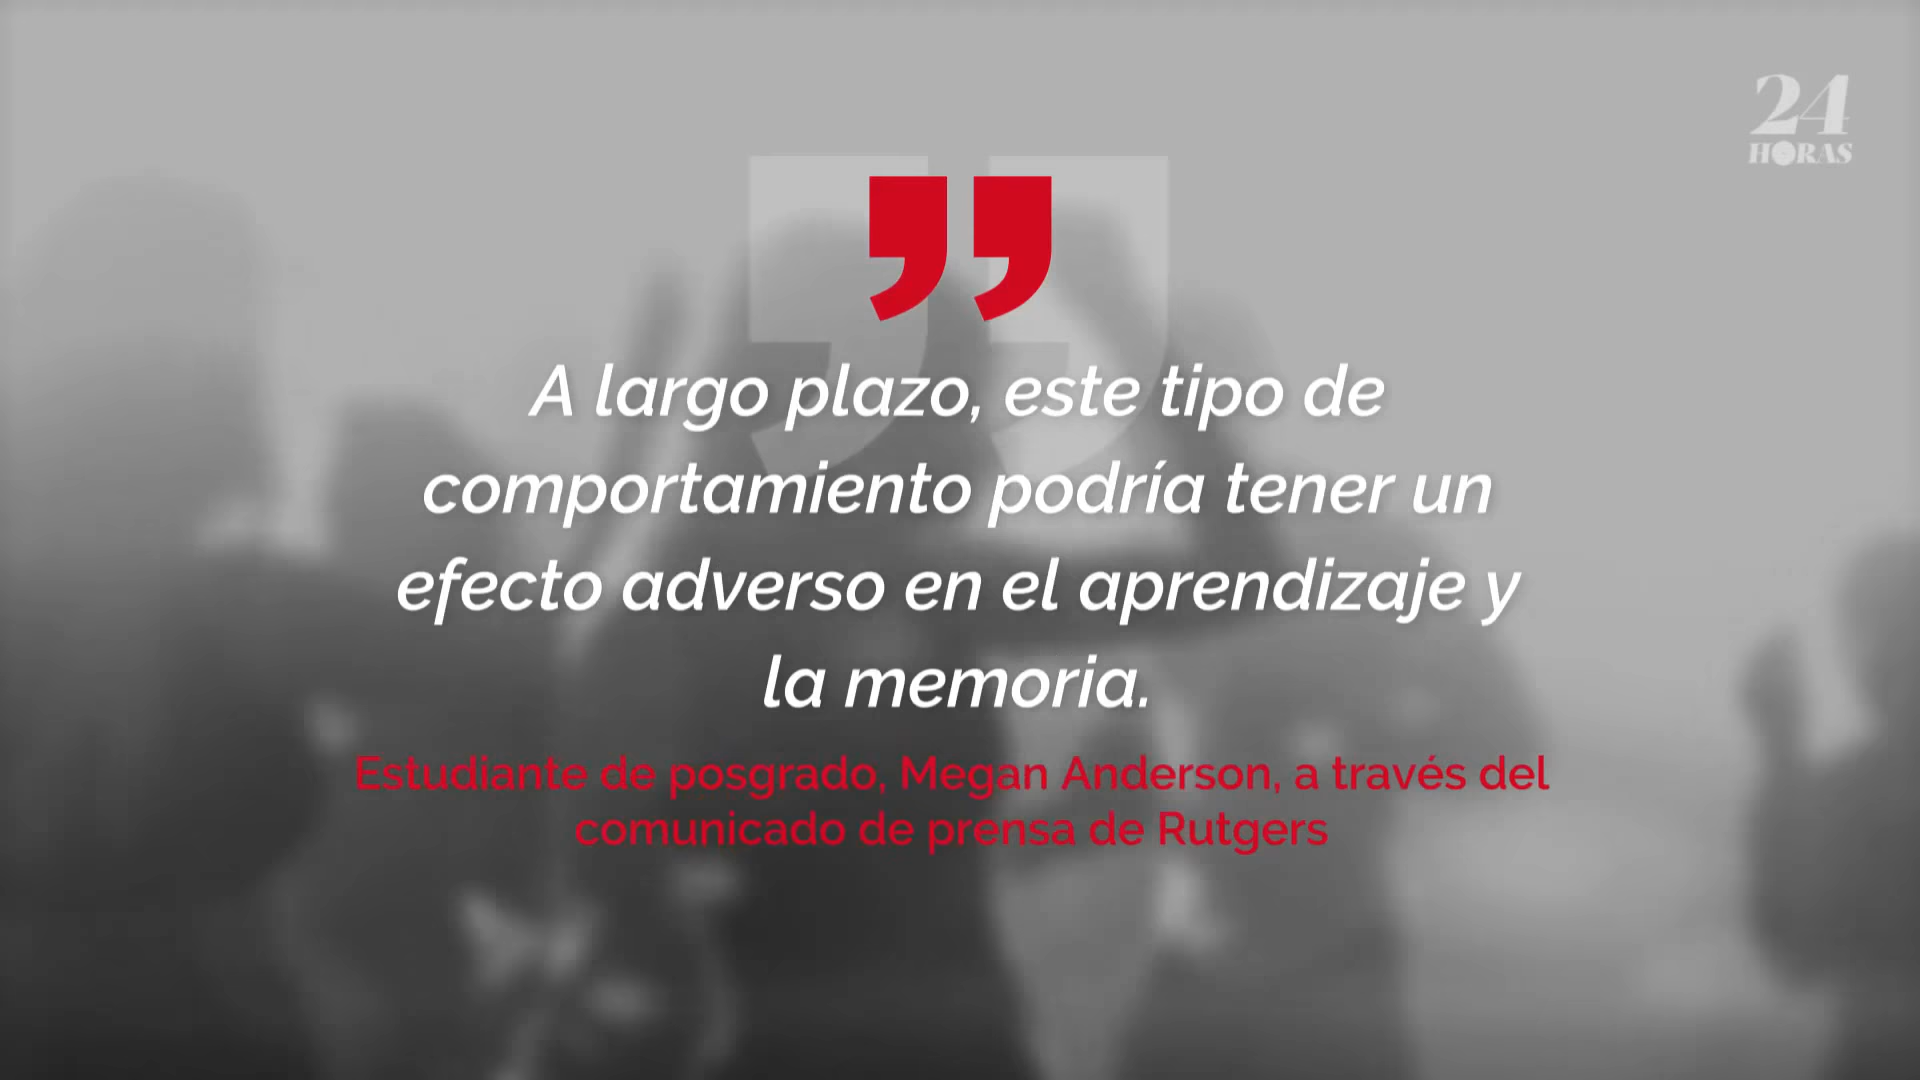 24
HORAS
A largo plazo, este tipo de
comportamiento podría tener un
efecto adverso en el aprendizaje y
la memoria.
Estudiante de posgrado, Megan Anderson, a través del
comunicado de prensa de Rutgers